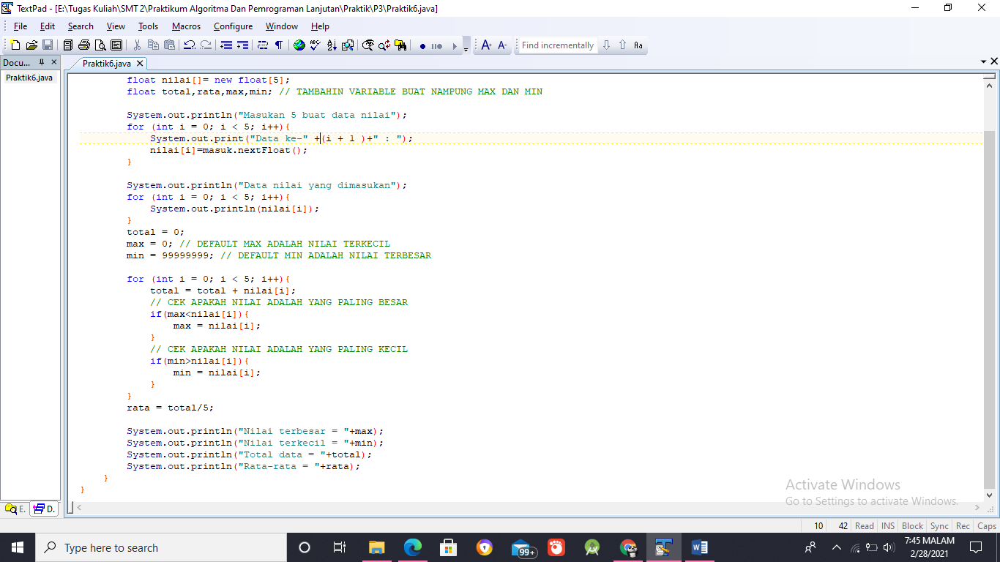 TextPad - [E:\Tugas Kuliah\SMT 2\Praktikum Algoritma Dan Pemrograman Lanjutan\Praktik\P3\Praktik6.java]
File Edit Search View Tools Macros Configure Window Help
Find incrementally
Docu...
Praktik6.java
Praktik6.java
float nilai[]= new float[5];
float total,rata,max,min; // TAMBAHIN VARIABLE BUAT NAMPUNG MAX DAN MIN
System.out.println("Masukan 5 buat data nilai");
for (int i = 0; i < 5; i++){
System.out.print("Data ke-" +(i + 1 )+" : ");
nilai[i]=masuk.nextFloat();
}
System.out.println("Data nilai yang dimasukan");
for (int i = 0; i < 5; i++){
System.out.println(nilai[i]);
}
total = 0;
max = 0; // DEFAULT MAX ADALAH NILAI TERKECIL
min = 99999999; // DEFAULT MIN ADALAH NILAI TERBESAR
for (int i = 0; i < 5; i++){
total = total + nilai[i];
// CEK APAKAH NILAI ADALAH YANG PALING BESAR
if(max<nilai[i]){
max = nilai[i];
}
// CEK APAKAH NILAI ADALAH YANG PALING KECIL
if(min>nilai[i]){
min = nilai[i];
}
}
rata = total/5;
System.out.println("Nilai terbesar = "+max);
System.out.println("Nilai terkecil = "+min);
System.out.println("Total data = "+total);
System.out.println("Rata-rata = "+rata);
}
}
Activate Windows
Go to Settings to activate Windows.
E. D.
10 42 Read INS Block Sync Rec Caps
Type here to search
99+
7:45 MALAM
2/28/2021